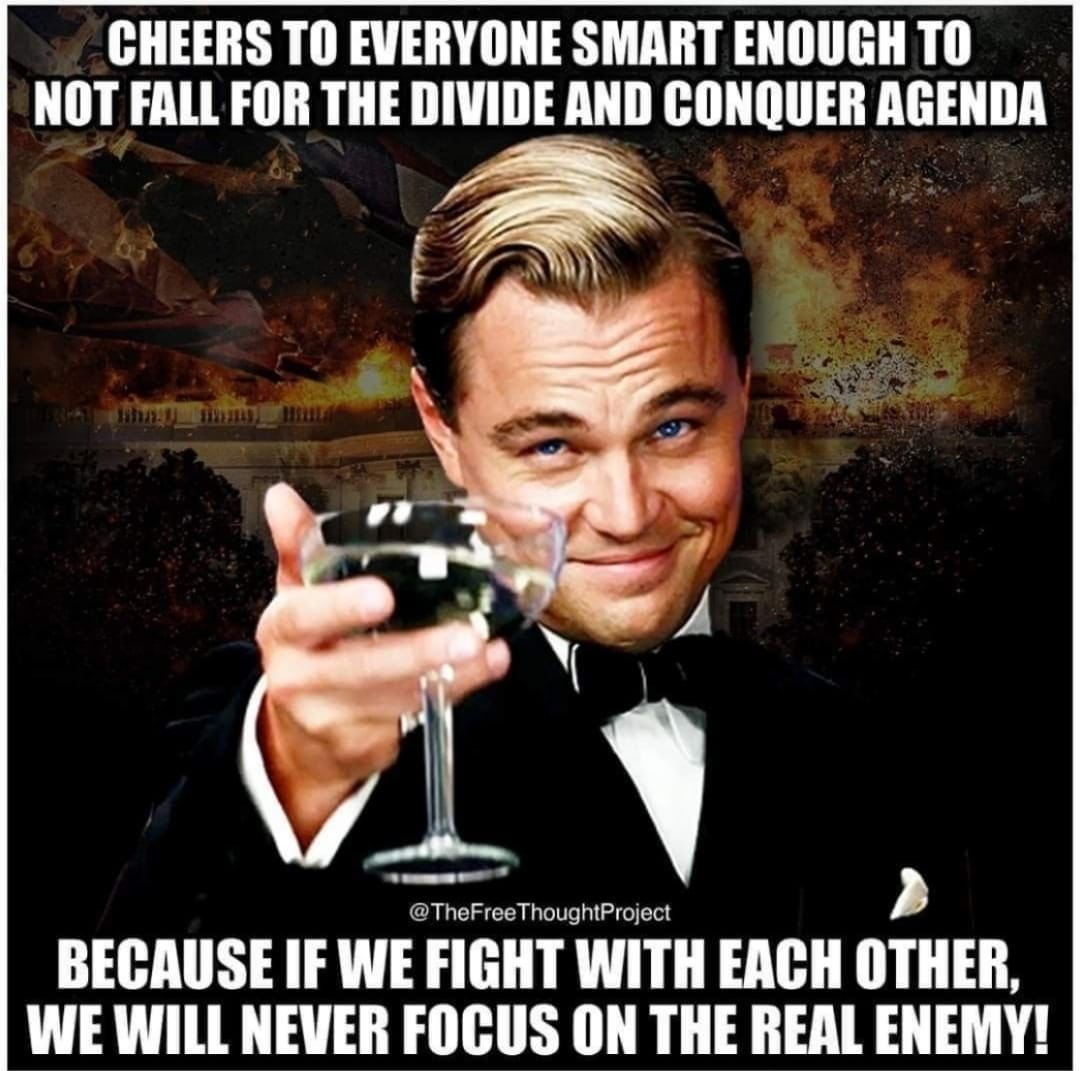 CHEERS TO EVERYONE SMART ENOUGH TO
NOT FALL FOR THE DIVIDE AND CONQUER AGENDA
@TheFreeThoughtProject
BECAUSE IF WE FIGHT WITH EACH OTHER,
WE WILL NEVER FOCUS ON THE REAL ENEMY!